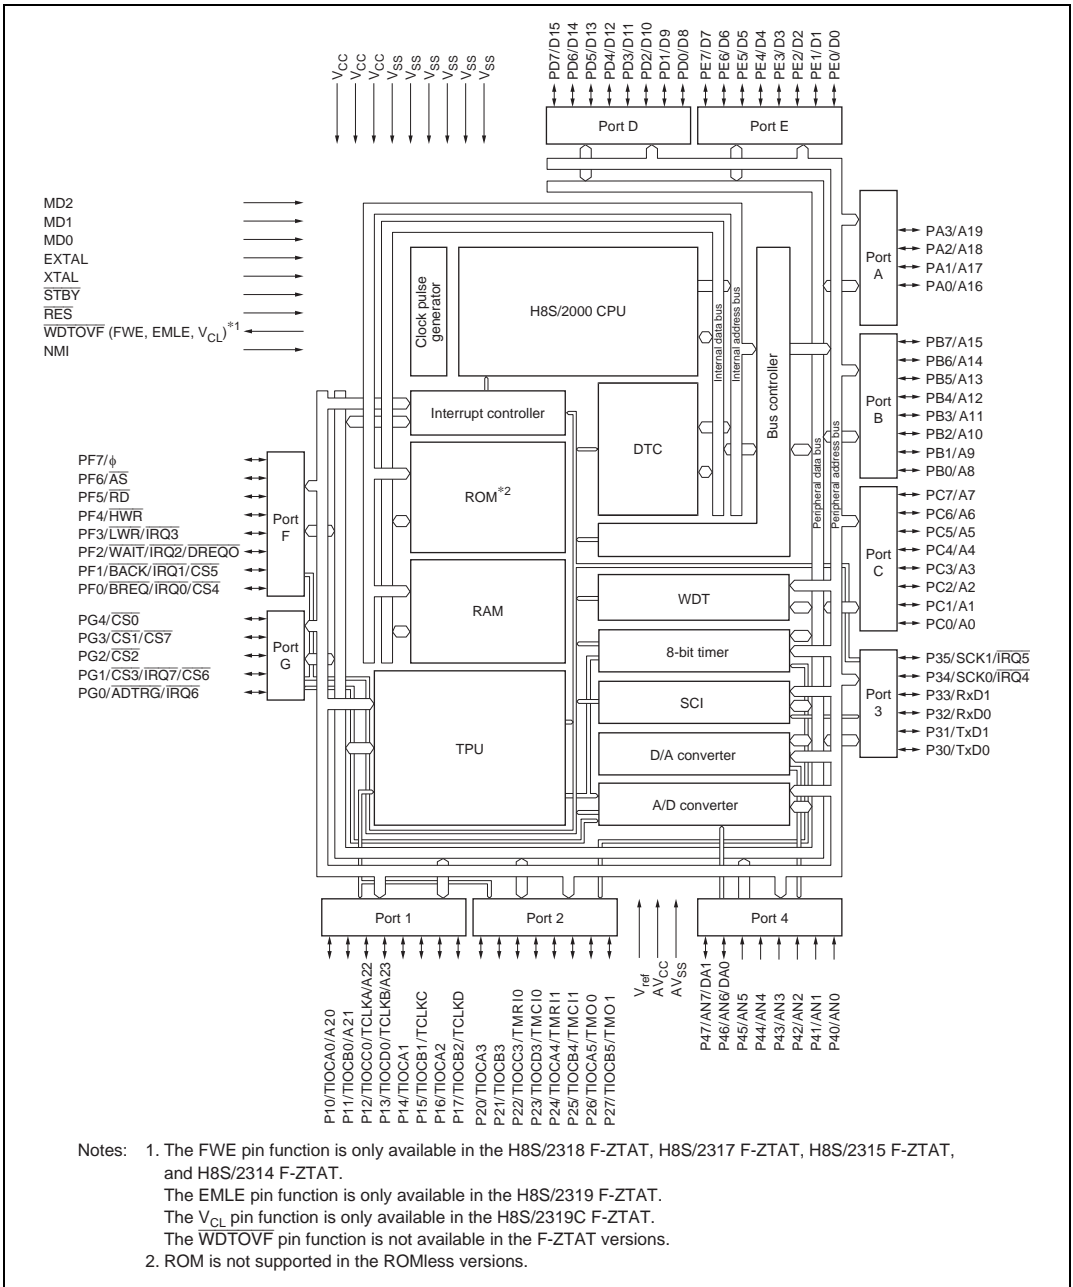 VCC
VCC
VCC
VSS
VSS
VSS
VSS
VSS
VSS
PD7/D15
PD6/D14
PD5/D13
PD4/D12
PD3/D11
PD2/D10
PD1/D9
PD0/D8
PE7/D7
PE6/D6
PE5/D5
PE4/D4
PE3/D3
PE2/D2
PE1/D1
PE0/D0
Port D
Port E
MD2
MD1
MD0
EXTAL
XTAL
STBY
RES
WDTOVF (FWE, EMLE, VCL)*1
NMI
Clock pulse
generator
H8S/2000 CPU
Internal data bus
Internal address bus
Bus controller
Port
A
PA3/A19
PA2/A18
PA1/A17
PA0/A16
Interrupt controller
DTC
ROM*2
RAM
TPU
WDT
8-bit timer
SCI
D/A converter
A/D converter
Peripheral data bus
Peripheral address bus
Port
B
PB7/A15
PB6/A14
PB5/A13
PB4/A12
PB3/A11
PB2/A10
PB1/A9
PB0/A8
Port
C
PC7/A7
PC6/A6
PC5/A5
PC4/A4
PC3/A3
PC2/A2
PC1/A1
PC0/A0
Port
3
P35/SCK1/IRQ5
P34/SCK0/IRQ4
P33/RxD1
P32/RxD0
P31/TxD1
P30/TxD0
PF7/ϕ
PF6/AS
PF5/RD
PF4/HWR
PF3/LWR/IRQ3
PF2/WAIT/IRQ2/DREQO
PF1/BACK/IRQ1/CS5
PF0/BREQ/IRQ0/CS4
Port
F
PG4/CS0
PG3/CS1/CS7
PG2/CS2
PG1/CS3/IRQ7/CS6
PG0/ADTRG/IRQ6
Port
G
Port 1
Port 2
Port 4
P10/TIOCA0/A20
P11/TIOCB0/A21
P12/TIOCC0/TCLKA/A22
P13/TIOCD0/TCLKB/A23
P14/TIOCA1
P15/TIOCB1/TCLKC
P16/TIOCA2
P17/TIOCB2/TCLKD
P20/TIOCA3
P21/TIOCB3
P22/TIOCC3/TMRI0
P23/TIOCD3/TMCI0
P24/TIOCA4/TMRI1
P25/TIOCB4/TMCI1
P26/TIOCA5/TMO0
P27/TIOCB5/TMO1
Vref
AVCC
AVSS
P47/AN7/DA1
P46/AN6/DA0
P45/AN5
P44/AN4
P43/AN3
P42/AN2
P41/AN1
P40/AN0
Notes: 1. The FWE pin function is only available in the H8S/2318 F-ZTAT, H8S/2317 F-ZTAT, H8S/2315 F-ZTAT,
and H8S/2314 F-ZTAT.
The EMLE pin function is only available in the H8S/2319 F-ZTAT.
The VCL pin function is only available in the H8S/2319C F-ZTAT.
The WDTOVF pin function is not available in the F-ZTAT versions.
2. ROM is not supported in the ROMless versions.